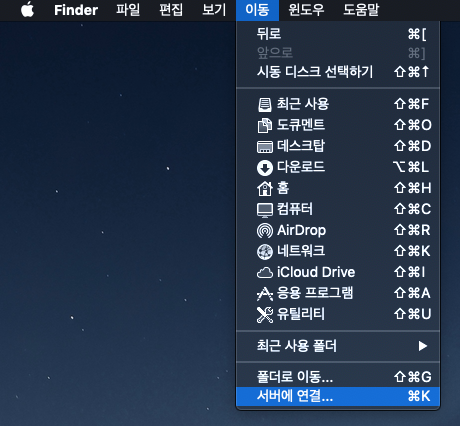 Finder 파일 편집 보기 이동 윈도우 도움말
뒤로 ⌘[
앞으로 ⌘]
시동 디스크 선택하기 ⇧⌘↑
최근 사용 ⇧⌘F
도큐멘트 ⇧⌘O
데스크탑 ⇧⌘D
다운로드 ⌥⌘L
홈 ⇧⌘H
컴퓨터 ⇧⌘C
AirDrop ⇧⌘R
네트워크 ⇧⌘K
iCloud Drive ⇧⌘I
응용 프로그램 ⇧⌘A
유틸리티 ⇧⌘U
최근 사용 폴더 ▶
폴더로 이동... ⇧⌘G
서버에 연결... ⌘K